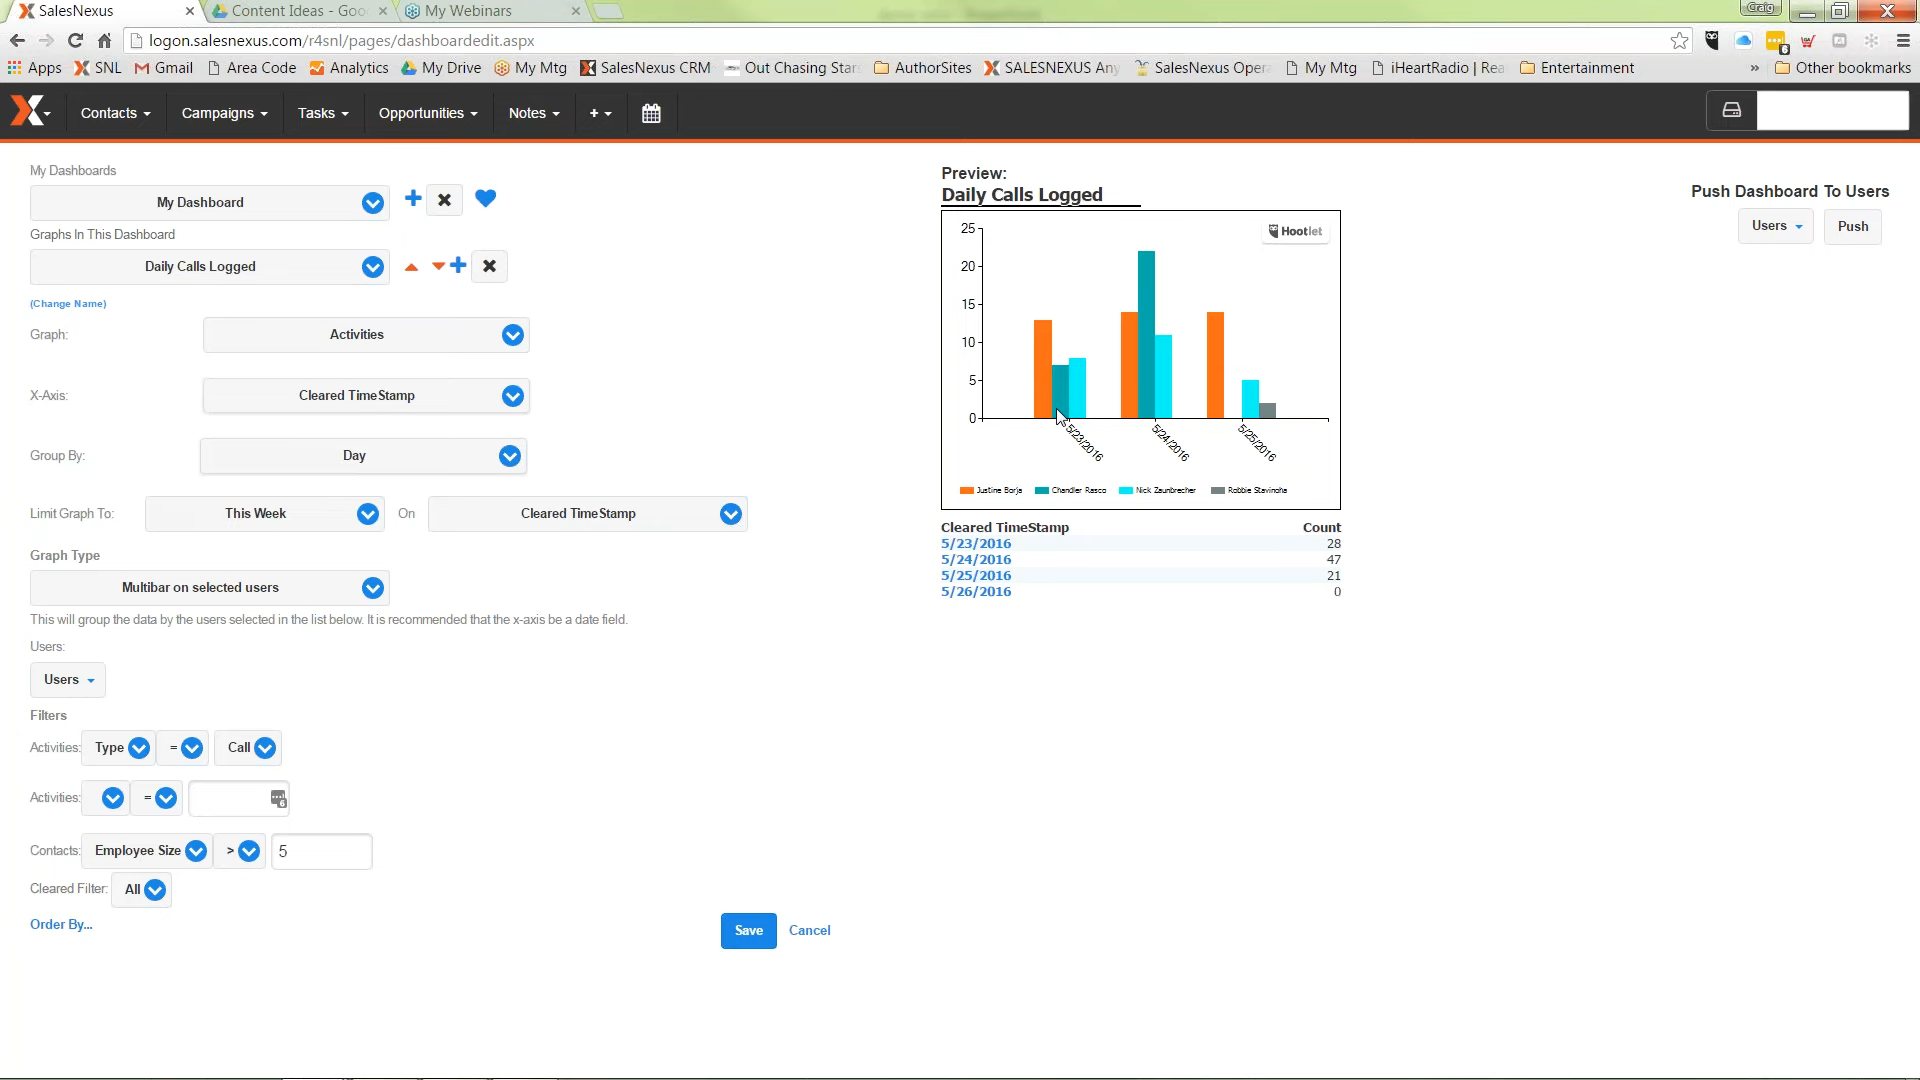 SalesNexus
Content Ideas - Goo
My Webinars
Craig
logon.salesnexus.com/r4snl/pages/dashboardedit.aspx
6
Apps SNL Gmail Area Code Analytics My Drive My Mtg SalesNexus CRM Out Chasing Stars AuthorSites SALESNEXUS Any SalesNexus Opera My Mtg iHeartRadio | Rea Entertainment » Other bookmarks
Contacts Campaigns Tasks Opportunities Notes +
My Dashboards
My Dashboard
Graphs In This Dashboard
Daily Calls Logged
(Change Name)
Graph: Activities
X-Axis: Cleared TimeStamp
Group By: Day
Limit Graph To: This Week On Cleared TimeStamp
Graph Type
Multibar on selected users
This will group the data by the users selected in the list below. It is recommended that the x-axis be a date field.
Users:
Users
Filters
Activities: Type = Call
Activities: = 6
Contacts: Employee Size > 5
Cleared Filter: All
Order By...
Save Cancel
Preview:
Daily Calls Logged
Hootlet
25
20
15
10
5
0
5/23/2016 5/24/2016 5/25/2016
Justine Borja Chandler Rasco Nick Zaunbrecher Robbie Stavinoha
Cleared TimeStamp Count
5/23/2016 28
5/24/2016 47
5/25/2016 21
5/26/2016 0
Push Dashboard To Users
Users Push